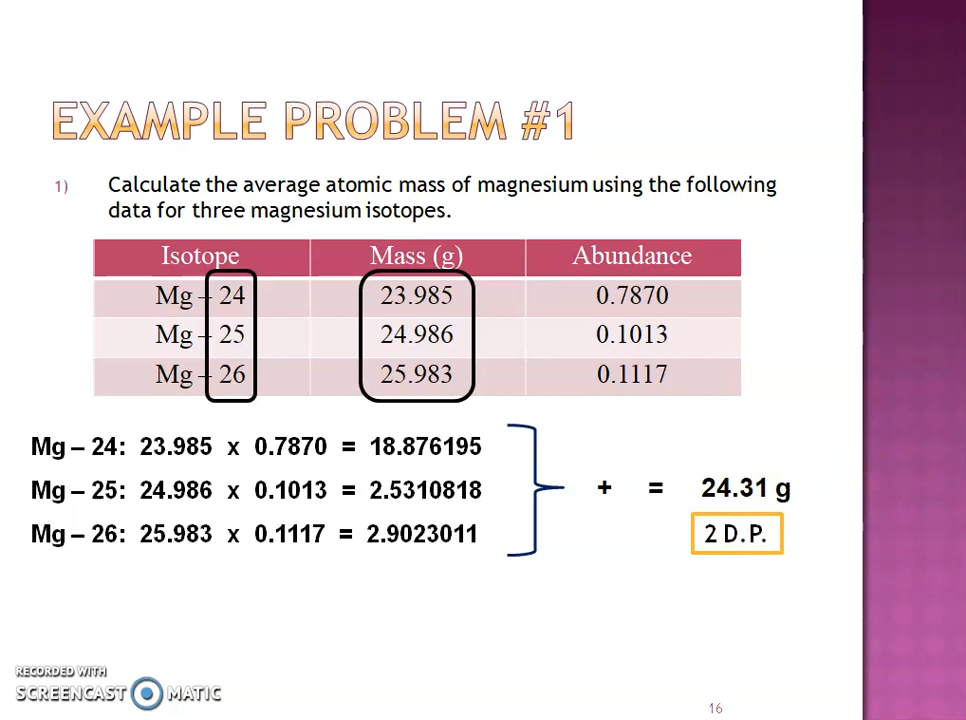 EXAMPLE PROBLEM #1
1) Calculate the average atomic mass of magnesium using the following
data for three magnesium isotopes.
Isotope Mass (g) Abundance
Mg – 24 23.985 0.7870
Mg – 25 24.986 0.1013
Mg – 26 25.983 0.1117
Mg – 24: 23.985 x 0.7870 = 18.876195
Mg – 25: 24.986 x 0.1013 = 2.5310818
+ = 24.31 g
Mg – 26: 25.983 x 0.1117 = 2.9023011
2 D.P.
RECORDED WITH
SCREENCAST MATIC
16